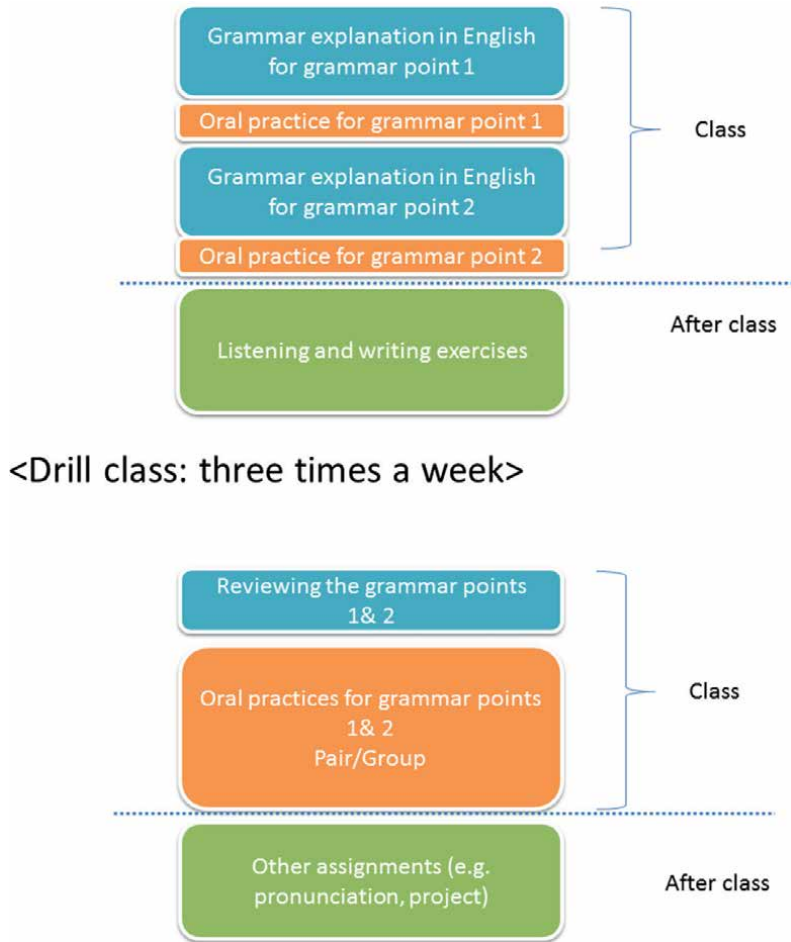 Grammar explanation in English
for grammar point 1
Oral practice for grammar point 1
Class
Grammar explanation in English
for grammar point 2
Oral practice for grammar point 2
After class
Listening and writing exercises
<Drill class: three times a week>
Reviewing the grammar points
1& 2
Oral practices for grammar points
1& 2
Pair/Group
Class
Other assignments (e.g.
pronunciation, project)
After class